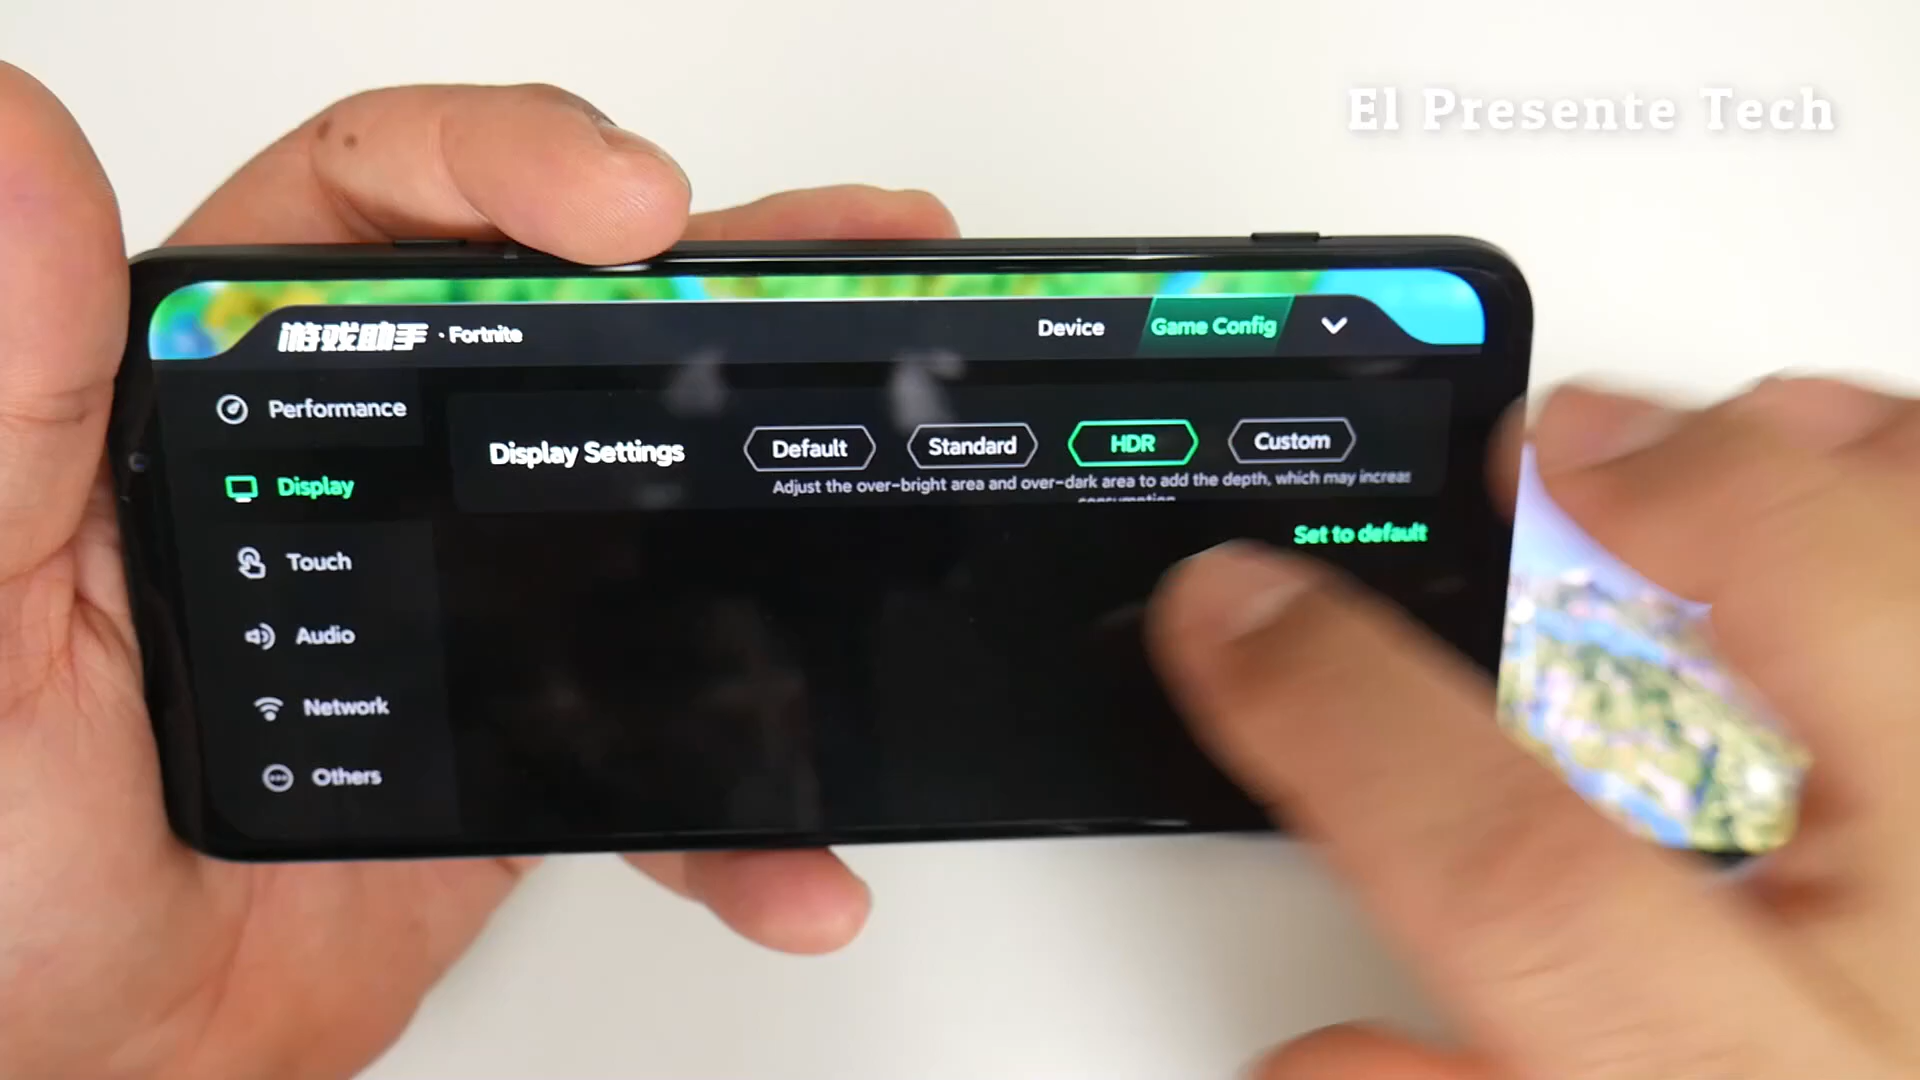 El Presente Tech
游戏助手 · Fortnite
Device
Game Config
Performance
Display
Touch
Audio
Network
Others
Display Settings
Default
Standard
HDR
Custom
Adjust the over-bright area and over-dark area to add the depth, which may increas
consumption
Set to default